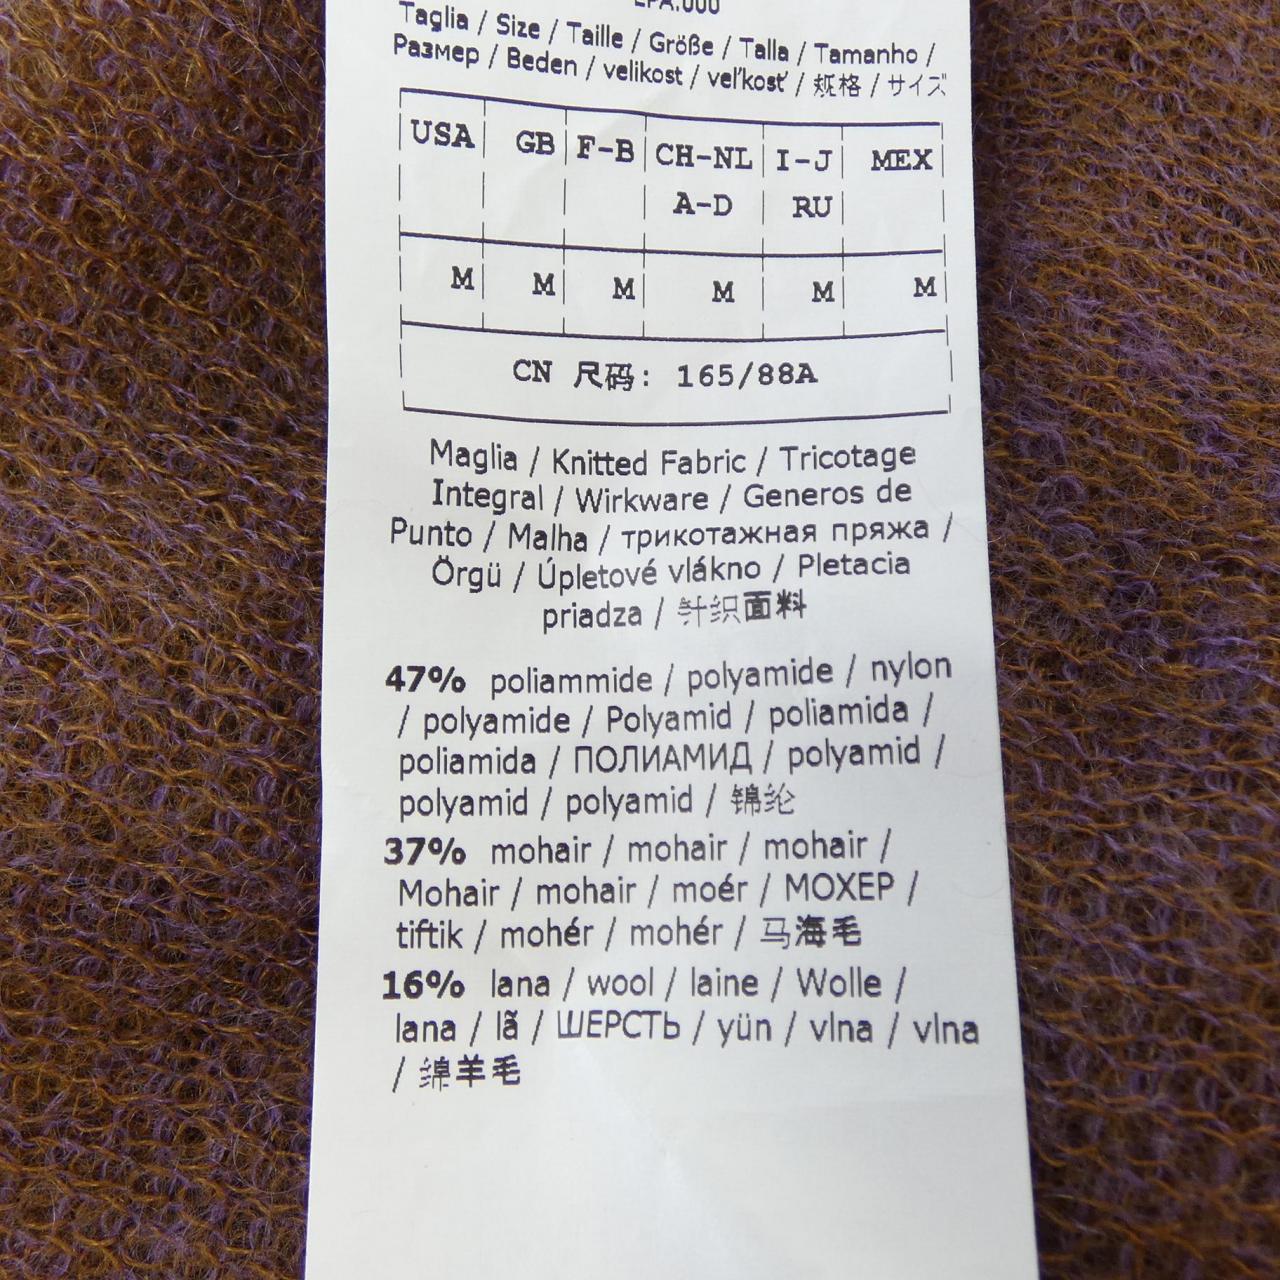 Taglia / Size / Taille / Größe / Talla / Tamanho /
Размер / Beden / velikost / veľkosť / 规格 / サイズ
USA GB F-B CH-NL I-J MEX
A-D RU
M M M M M M
CN 尺码: 165/88A
Maglia / Knitted Fabric / Tricotage
Integral / Wirkware / Generos de
Punto / Malha / трикотажная пряжа /
Örgü / Úpletové vlákno / Pletacia
priadza / 针织面料
47% poliammide / polyamide / nylon
/ polyamide / Polyamid / poliamida /
poliamida / ПОЛИАМИД / polyamid /
polyamid / polyamid / 锦纶
37% mohair / mohair / mohair /
Mohair / mohair / moér / МОХЕР /
tiftik / mohér / mohér / 马海毛
16% lana / wool / laine / Wolle /
lana / lã / ШЕРСТЬ / yün / vlna / vlna
/ 绵羊毛